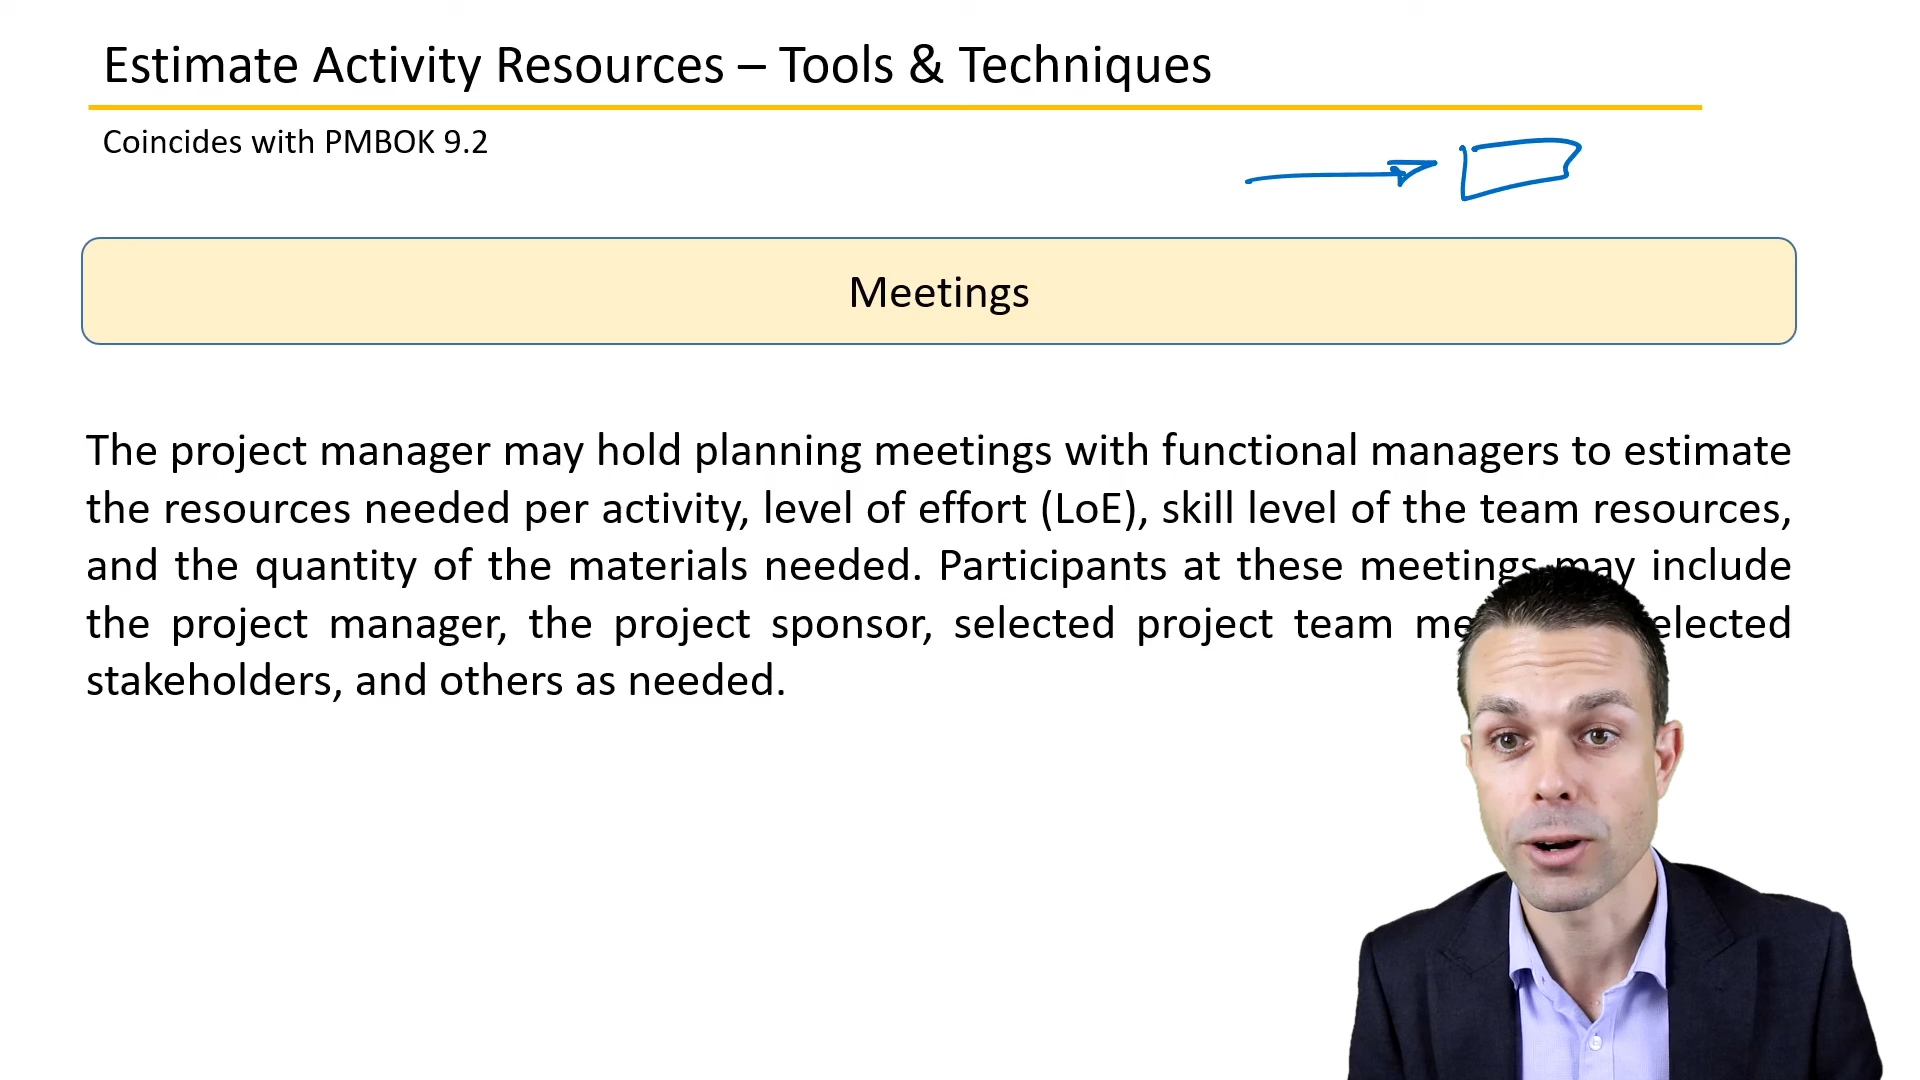 Estimate Activity Resources – Tools & Techniques
Coincides with PMBOK 9.2
Meetings
The project manager may hold planning meetings with functional managers to estimate
the resources needed per activity, level of effort (LoE), skill level of the team resources,
and the quantity of the materials needed. Participants at these meetings may include
the project manager, the project sponsor, selected project team
stakeholders, and others as needed.